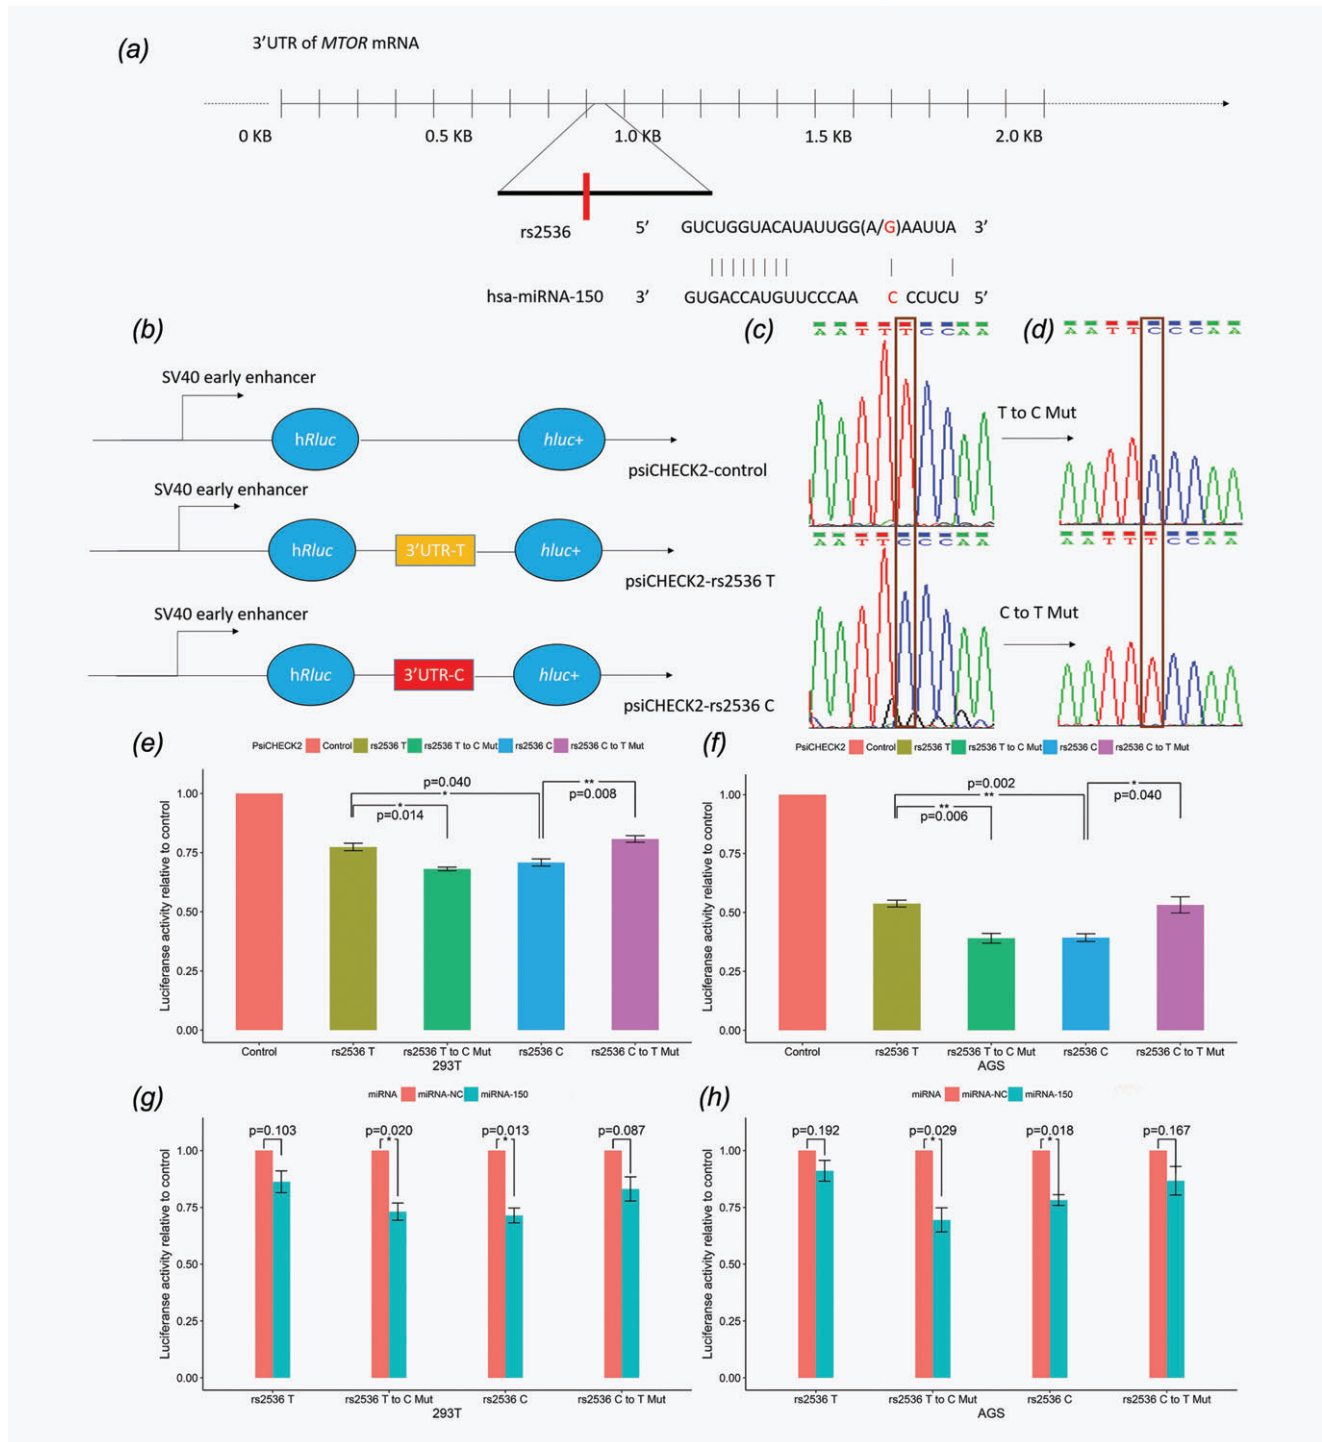 (a)
3'UTR of MTOR mRNA
0 KB 0.5 KB 1.0 KB 1.5 KB 2.0 KB
rs2536 5' GUCUGGUACAUAUUGG(A/G)AAUUA 3'
hsa-miRNA-150 3' GUGACCAUGUUCCCAA C CCUCU 5'
(b)
SV40 early enhancer
hRluc hluc+
psiCHECK2-control
SV40 early enhancer
hRluc 3'UTR-T hluc+
psiCHECK2-rs2536 T
SV40 early enhancer
hRluc 3'UTR-C hluc+
psiCHECK2-rs2536 C
(c)
A A T T T C C A A
A A T T C C C A A
T to C Mut
C to T Mut
(d)
A A T T C C C A A
A A T T T C C A A
(e)
PsiCHECK2 Control rs2536 T rs2536 T to C Mut rs2536 C rs2536 C to T Mut
Luciferanse activity relative to control
1.00
0.75
0.50
0.25
0.00
p=0.040
*
**
p=0.008
*
p=0.014
Control rs2536 T rs2536 T to C Mut rs2536 C rs2536 C to T Mut
293T
(f)
PsiCHECK2 Control rs2536 T rs2536 T to C Mut rs2536 C rs2536 C to T Mut
Luciferanse activity relative to control
1.00
0.75
0.50
0.25
0.00
p=0.002
**
*
p=0.040
**
p=0.006
Control rs2536 T rs2536 T to C Mut rs2536 C rs2536 C to T Mut
AGS
(g)
miRNA miRNA-NC miRNA-150
Luciferanse activity relative to control
1.00
0.75
0.50
0.25
0.00
p=0.103 p=0.020 p=0.013 p=0.087
* *
rs2536 T rs2536 T to C Mut rs2536 C rs2536 C to T Mut
293T
(h)
miRNA miRNA-NC miRNA-150
Luciferanse activity relative to control
1.00
0.75
0.50
0.25
0.00
p=0.192 p=0.029 p=0.018 p=0.167
* *
rs2536 T rs2536 T to C Mut rs2536 C rs2536 C to T Mut
AGS